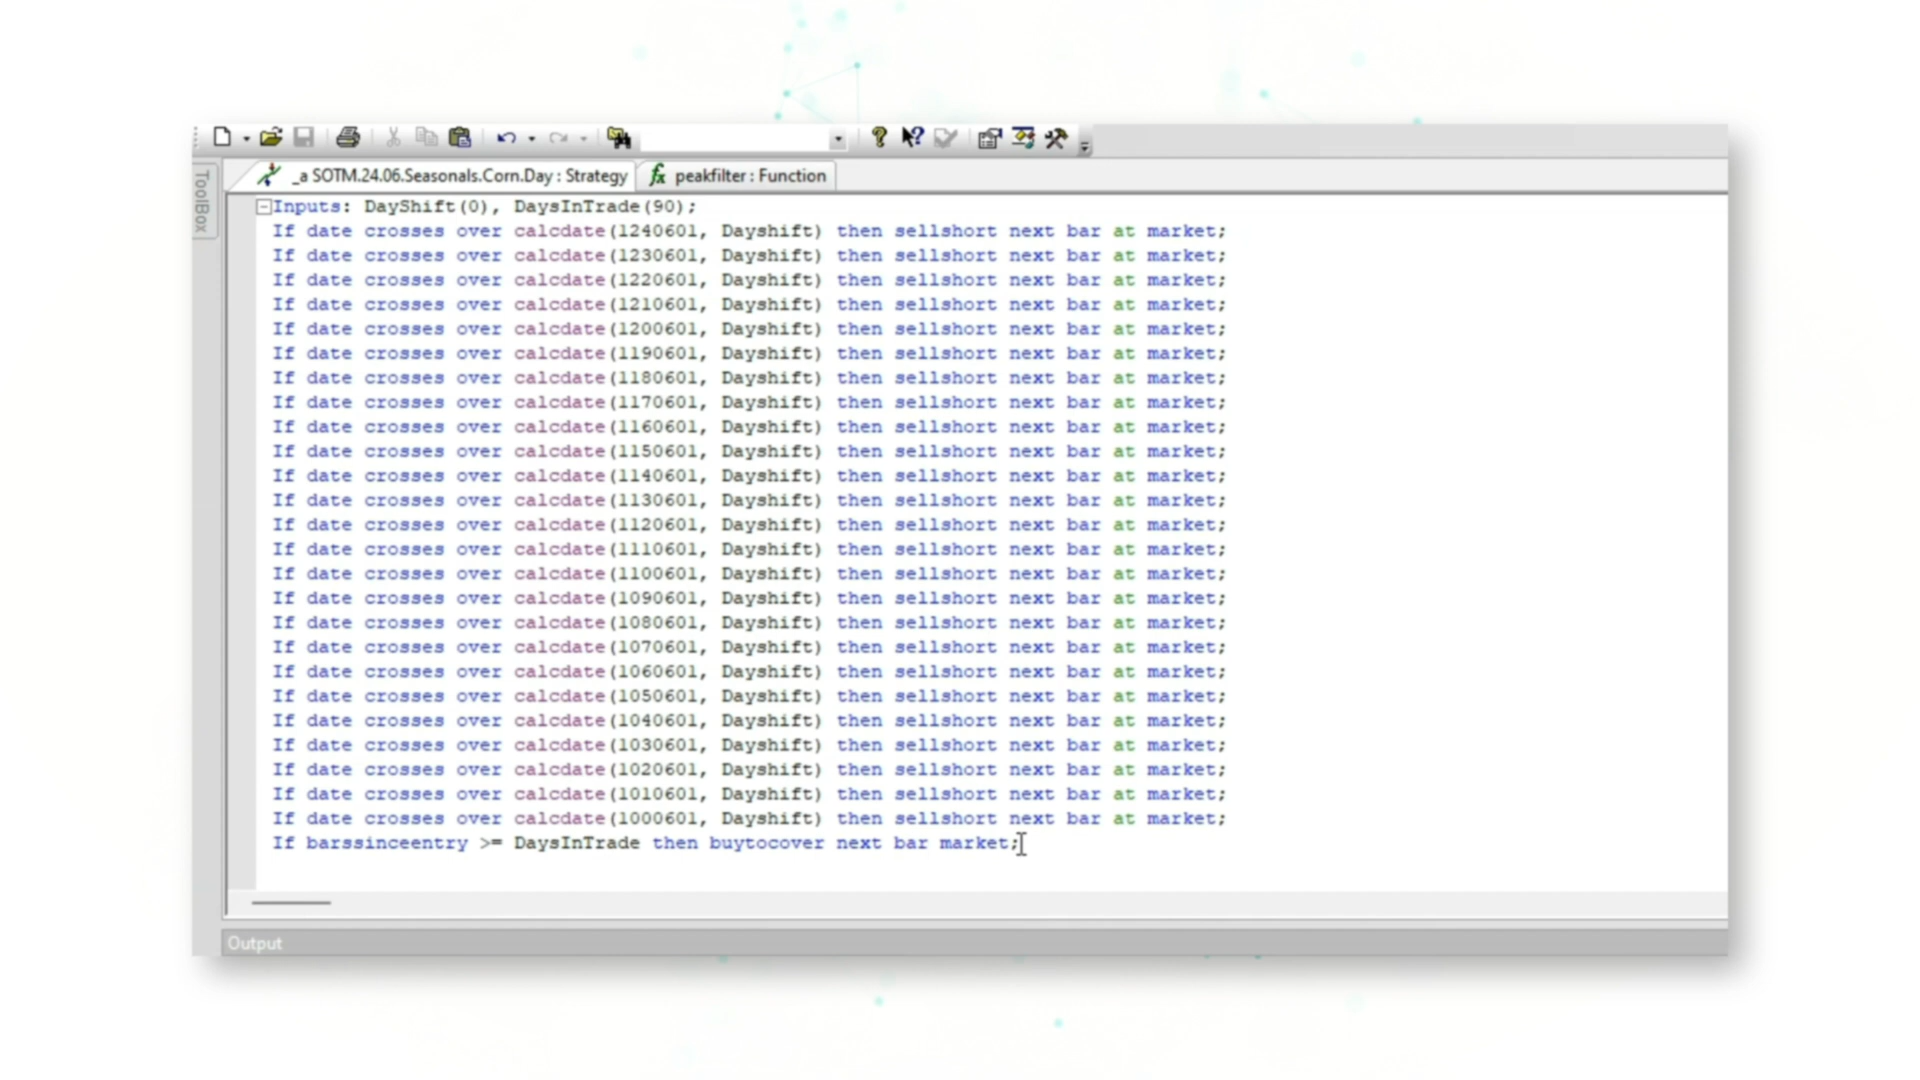 _a SOTM.24.06.Seasonals.Corn.Day : Strategy
peakfilter : Function
ToolBox
Inputs: DayShift(0), DaysInTrade(90);
If date crosses over calcdate(1240601, Dayshift) then sellshort next bar at market;
If date crosses over calcdate(1230601, Dayshift) then sellshort next bar at market;
If date crosses over calcdate(1220601, Dayshift) then sellshort next bar at market;
If date crosses over calcdate(1210601, Dayshift) then sellshort next bar at market;
If date crosses over calcdate(1200601, Dayshift) then sellshort next bar at market;
If date crosses over calcdate(1190601, Dayshift) then sellshort next bar at market;
If date crosses over calcdate(1180601, Dayshift) then sellshort next bar at market;
If date crosses over calcdate(1170601, Dayshift) then sellshort next bar at market;
If date crosses over calcdate(1160601, Dayshift) then sellshort next bar at market;
If date crosses over calcdate(1150601, Dayshift) then sellshort next bar at market;
If date crosses over calcdate(1140601, Dayshift) then sellshort next bar at market;
If date crosses over calcdate(1130601, Dayshift) then sellshort next bar at market;
If date crosses over calcdate(1120601, Dayshift) then sellshort next bar at market;
If date crosses over calcdate(1110601, Dayshift) then sellshort next bar at market;
If date crosses over calcdate(1100601, Dayshift) then sellshort next bar at market;
If date crosses over calcdate(1090601, Dayshift) then sellshort next bar at market;
If date crosses over calcdate(1080601, Dayshift) then sellshort next bar at market;
If date crosses over calcdate(1070601, Dayshift) then sellshort next bar at market;
If date crosses over calcdate(1060601, Dayshift) then sellshort next bar at market;
If date crosses over calcdate(1050601, Dayshift) then sellshort next bar at market;
If date crosses over calcdate(1040601, Dayshift) then sellshort next bar at market;
If date crosses over calcdate(1030601, Dayshift) then sellshort next bar at market;
If date crosses over calcdate(1020601, Dayshift) then sellshort next bar at market;
If date crosses over calcdate(1010601, Dayshift) then sellshort next bar at market;
If date crosses over calcdate(1000601, Dayshift) then sellshort next bar at market;
If barssinceentry >= DaysInTrade then buytocover next bar market;
Output